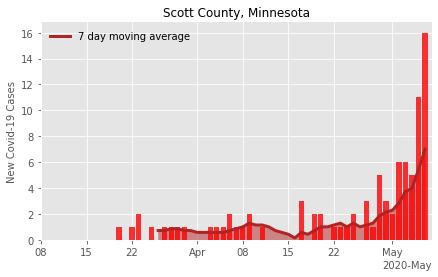 Scott County, Minnesota
7 day moving average
New Covid-19 Cases
16
14
12
10
8
6
4
2
0
08 15 22 Apr 08 15 22 May
2020-May